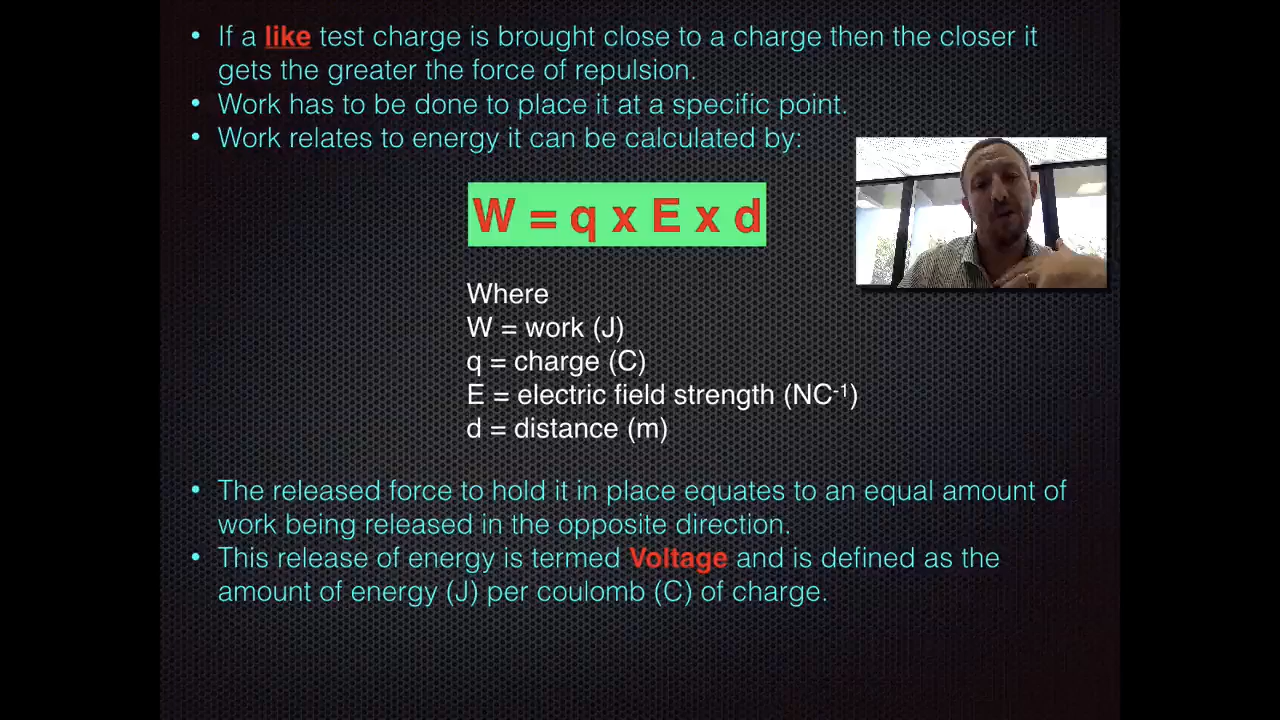 • If a like test charge is brought close to a charge then the closer it
gets the greater the force of repulsion.
• Work has to be done to place it at a specific point.
• Work relates to energy it can be calculated by:
W = q x E x d
Where
W = work (J)
q = charge (C)
E = electric field strength (NC⁻¹)
d = distance (m)
• The released force to hold it in place equates to an equal amount of
work being released in the opposite direction.
• This release of energy is termed Voltage and is defined as the
amount of energy (J) per coulomb (C) of charge.